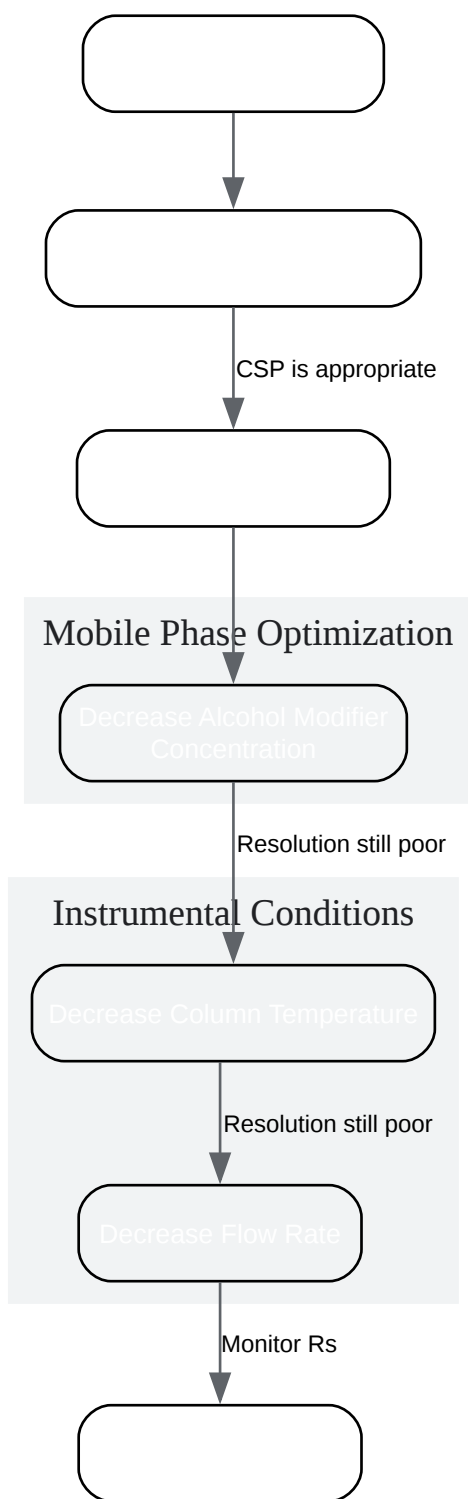 CSP is appropriate
Mobile Phase Optimization
Decrease Alcohol Modifier
Concentration
Resolution still poor
Instrumental Conditions
Decrease Column Temperature
Resolution still poor
Decrease Flow Rate
Monitor Rs